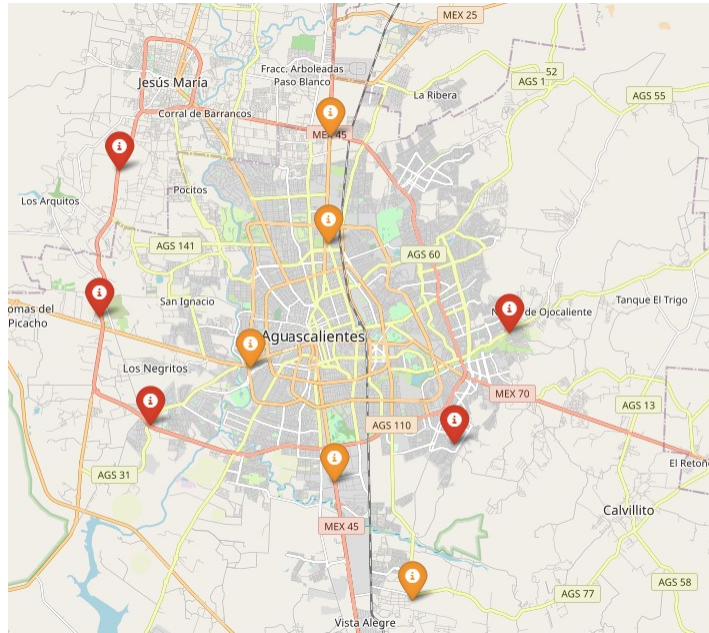 MEX 25
Fracc. Arboleadas
Paso Blanco
Jesús María
52
AGS 1
La Ribera
AGS 55
Corral de Barrancos
MEX 45
Pocitos
Los Arquitos
AGS 141
AGS 60
San Ignacio
Tanque El Trigo
de Ojocaliente
omas del
Picacho
Aguascalientes
Los Negritos
MEX 70
AGS 13
AGS 110
El Retoño
AGS 31
Calvillito
MEX 45
AGS 77
AGS 58
Vista Alegre